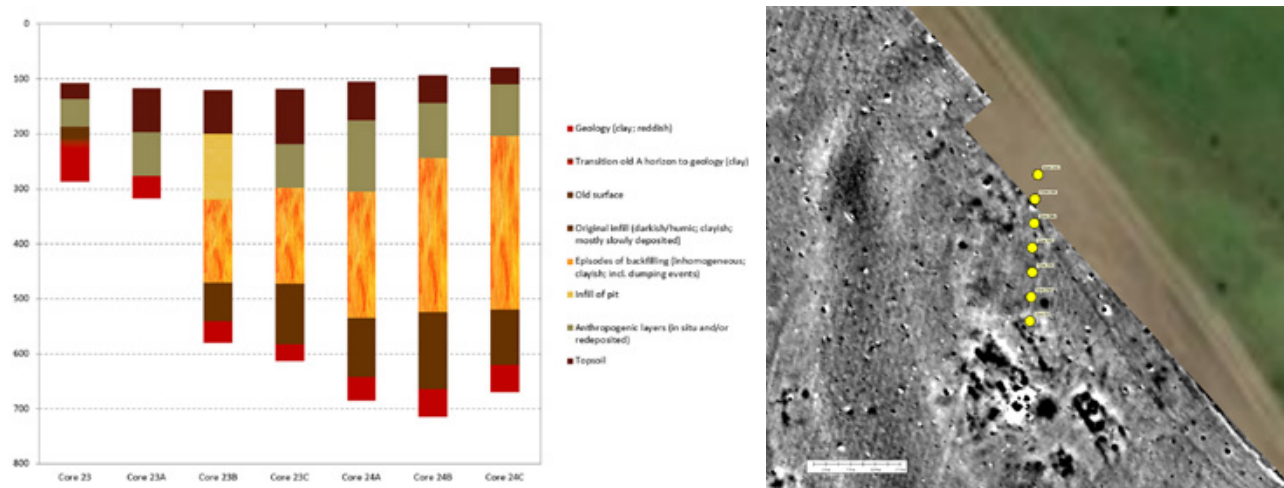 0
100
200
300
400
500
600
700
800
Core 23 Core 23A Core 23B Core 23C Core 24A Core 24B Core 24C
Geology (clay; reddish)
Transition old A horizon to geology (clay)
Old surface
Original infill (darkish/humic; clayish;
mostly slowly deposited)
Episodes of backfilling (inhomogeneous;
clayish; incl. dumping events)
Infill of pit
Anthropogenic layers (in situ and/or
redeposited)
Topsoil